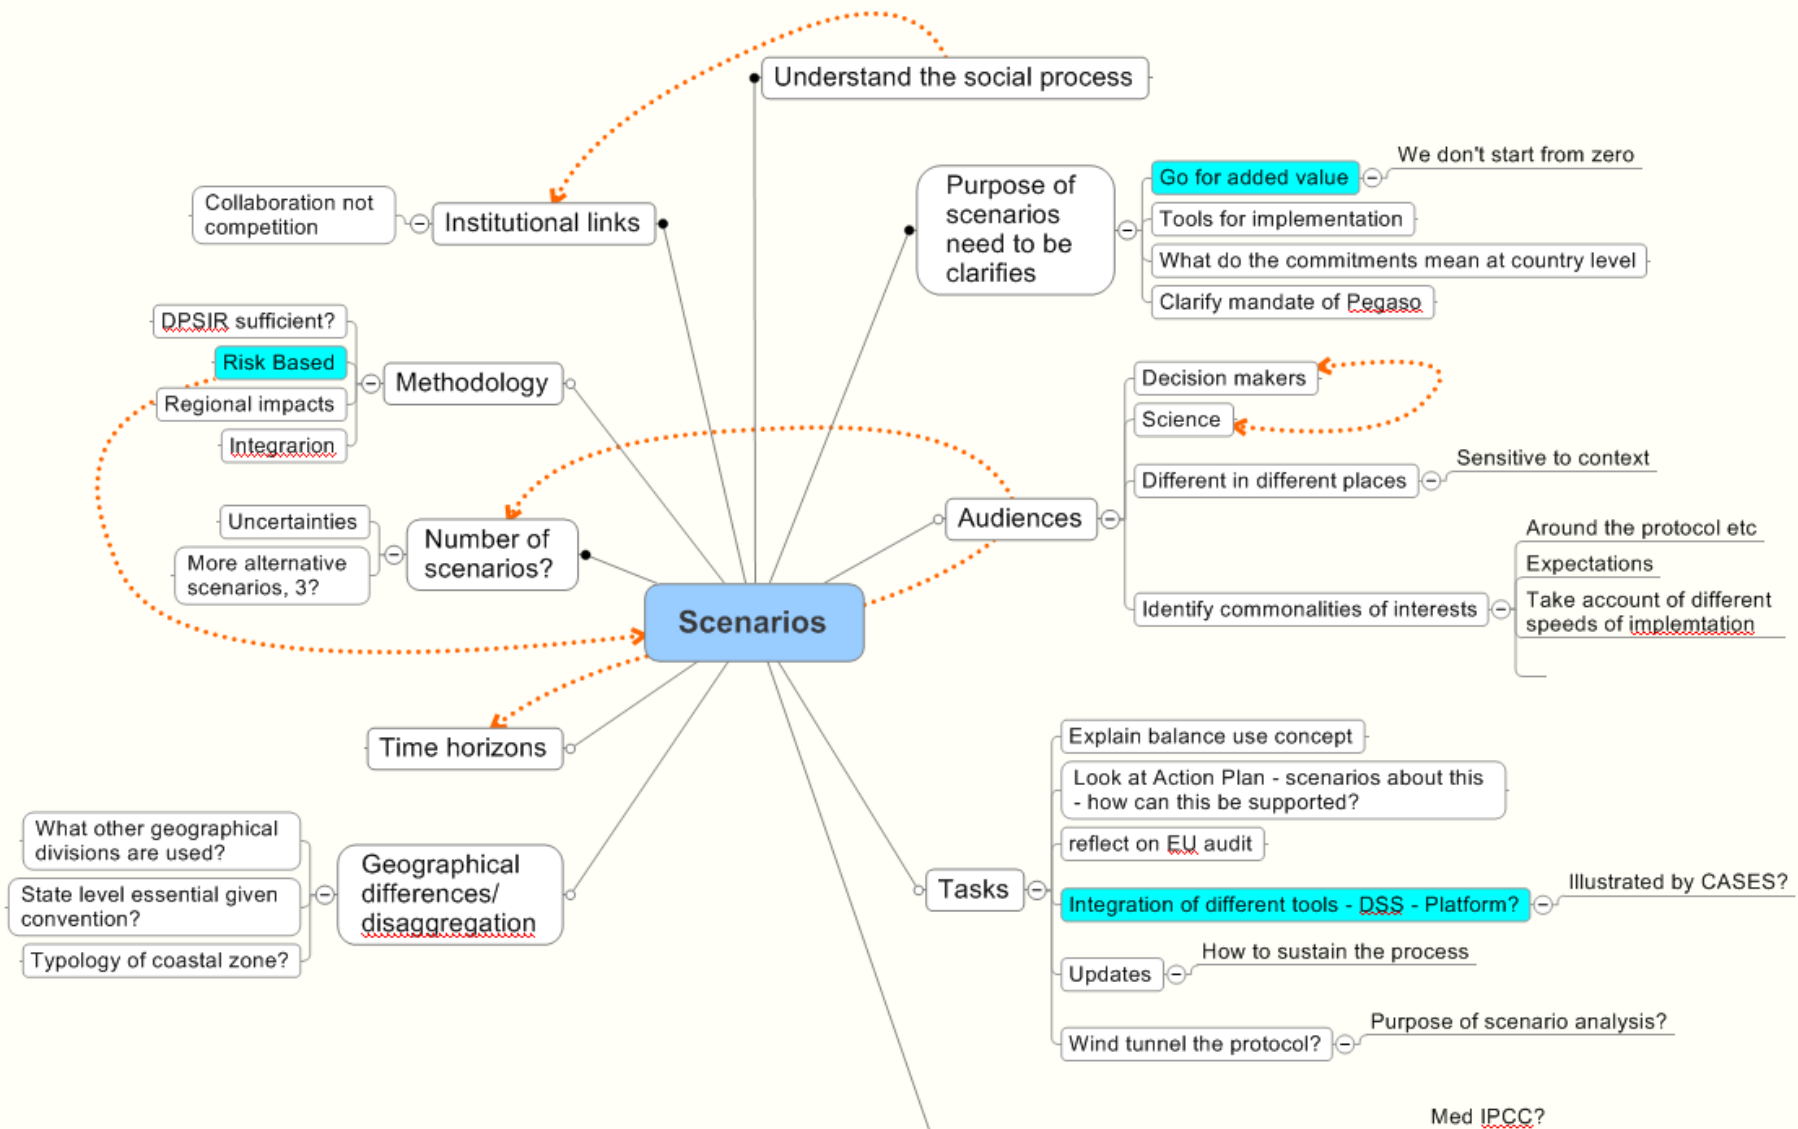 Understand the social process
Purpose of
scenarios
need to be
clarifies
Go for added value
We don't start from zero
Tools for implementation
What do the commitments mean at country level
Clarify mandate of Pegaso
Collaboration not
competition
Institutional links
DPSIR sufficient?
Risk Based
Regional impacts
Integrarion
Methodology
Audiences
Decision makers
Science
Different in different places
Sensitive to context
Identify commonalities of interests
Around the protocol etc
Expectations
Take account of different
speeds of implemtation
Uncertainties
More alternative
scenarios, 3?
Number of
scenarios?
Scenarios
Time horizons
What other geographical
divisions are used?
State level essential given
convention?
Typology of coastal zone?
Geographical
differences/
disaggregation
Tasks
Explain balance use concept
Look at Action Plan - scenarios about this
- how can this be supported?
reflect on EU audit
Integration of different tools - DSS - Platform?
Illustrated by CASES?
Updates
How to sustain the process
Wind tunnel the protocol?
Purpose of scenario analysis?
Med IPCC?